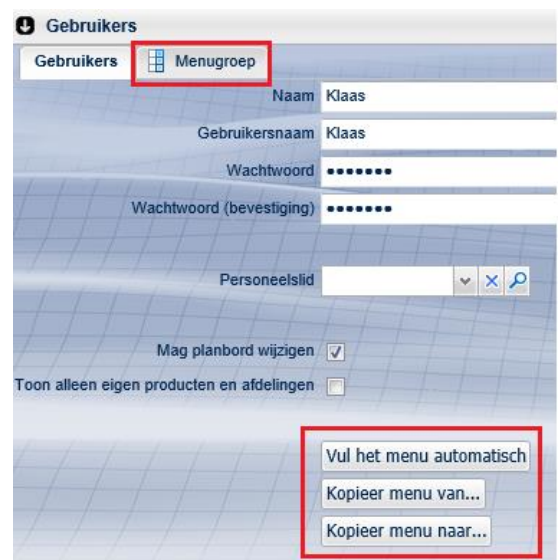 Gebruikers
Gebruikers Menugroep
Naam Klaas
Gebruikersnaam Klaas
Wachtwoord •••••••
Wachtwoord (bevestiging) •••••••
Personeelslid
Mag planbord wijzigen
Toon alleen eigen producten en afdelingen
Vul het menu automatisch
Kopieer menu van...
Kopieer menu naar...